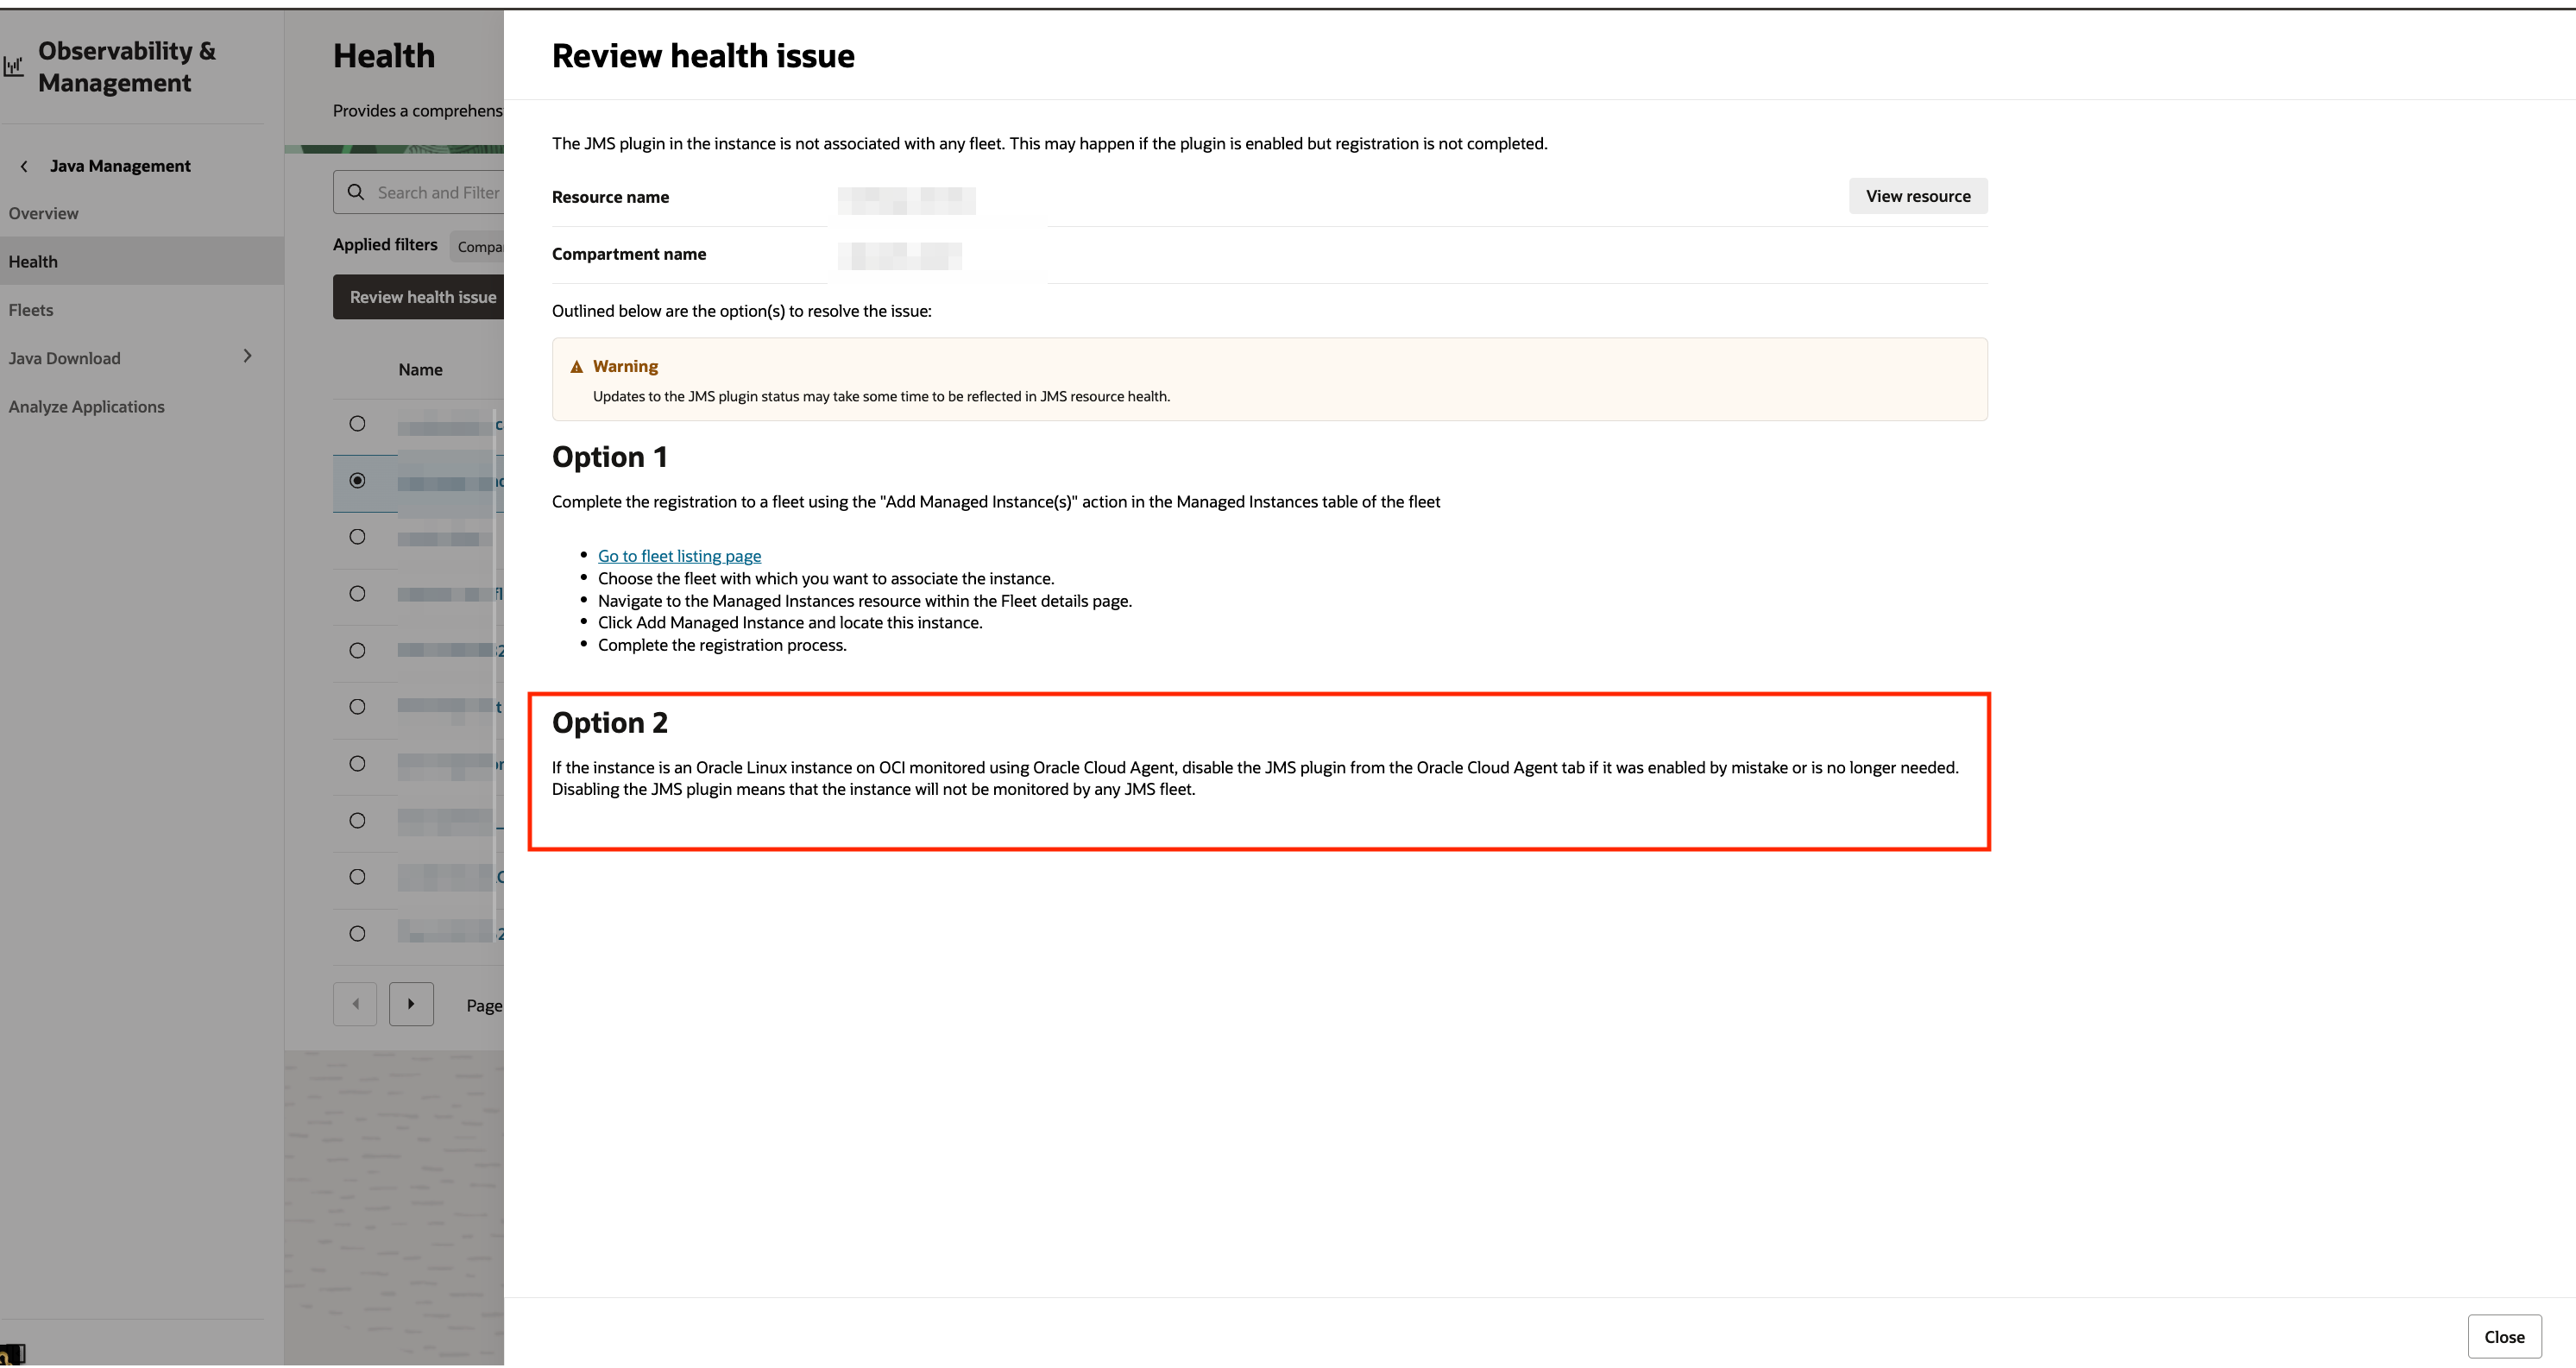 Observability &
Management
Java Management
Overview
Health
Fleets
Java Download
Analyze Applications
Health
Provides a comprehens
Search and Filter
Applied filters
Compa
Review health issue
Name
Page
Review health issue
The JMS plugin in the instance is not associated with any fleet. This may happen if the plugin is enabled but registration is not completed.
Resource name
View resource
Compartment name
Outlined below are the option(s) to resolve the issue:
Warning
Updates to the JMS plugin status may take some time to be reflected in JMS resource health.
Option 1
Complete the registration to a fleet using the "Add Managed Instance(s)" action in the Managed Instances table of the fleet
• Go to fleet listing page
• Choose the fleet with which you want to associate the instance.
• Navigate to the Managed Instances resource within the Fleet details page.
• Click Add Managed Instance and locate this instance.
• Complete the registration process.
Option 2
If the instance is an Oracle Linux instance on OCI monitored using Oracle Cloud Agent, disable the JMS plugin from the Oracle Cloud Agent tab if it was enabled by mistake or is no longer needed.
Disabling the JMS plugin means that the instance will not be monitored by any JMS fleet.
Close